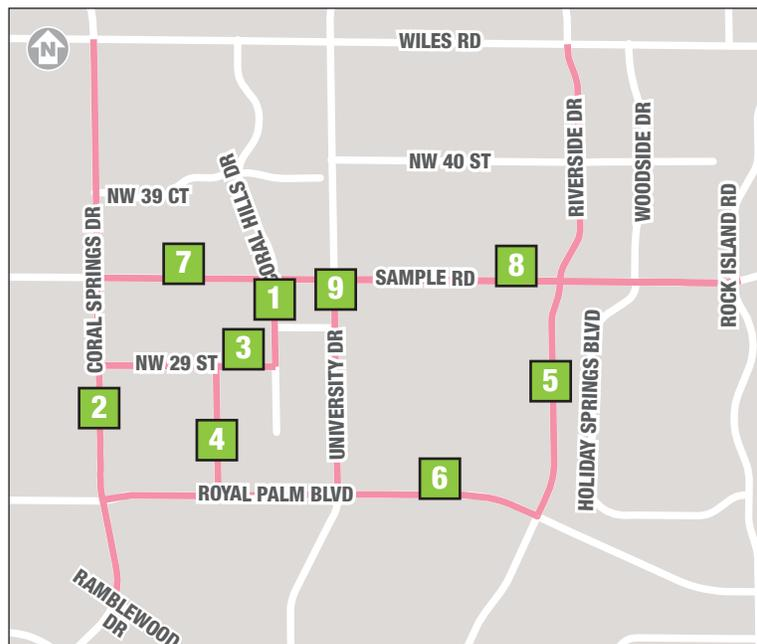 N
WILES RD
NW 40 ST
RIVERSIDE DR
WOODSIDE DR
CORAL HILLS DR
NW 39 CT
ROCK ISLAND RD
CORAL SPRINGS DR
7
8
SAMPLE RD
1
9
3
NW 29 ST
UNIVERSITY DR
HOLIDAY SPRINGS BLVD
5
2
4
6
ROYAL PALM BLVD
RAMBLEWOOD
DR